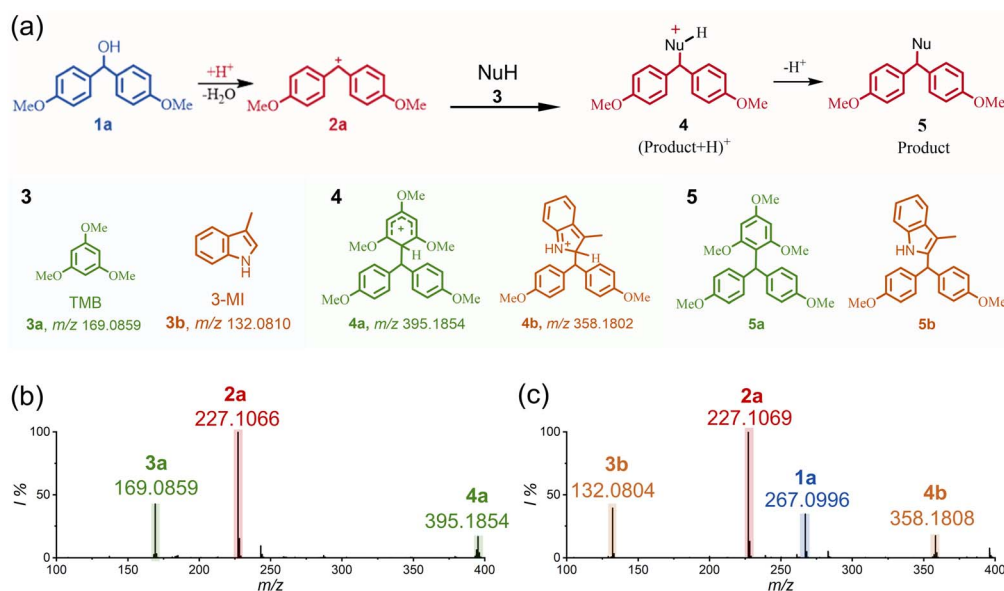 (a)
OH
MeO
OMe
1a
+H⁺
-H₂O
+
MeO
OMe
2a
NuH
3
+
Nu
H
MeO
OMe
4
(Product+H)⁺
-H⁺
Nu
MeO
OMe
5
Product
3
OMe
MeO
OMe
TMB
3a, m/z 169.0859
N
H
3-MI
3b, m/z 132.0810
4
OMe
+
MeO
OMe
H
MeO
OMe
4a, m/z 395.1854
NH
+
H
MeO
OMe
4b, m/z 358.1802
5
OMe
MeO
OMe
MeO
OMe
5a
NH
MeO
OMe
5b
(b)
2a
227.1066
100
3a
169.0859
50
4a
395.1854
I %
0
100 150 200 250 300 350 400
m/z
(c)
2a
227.1069
100
3b
132.0804
1a
267.0996
50
4b
358.1808
I %
0
100 150 200 250 300 350 400
m/z